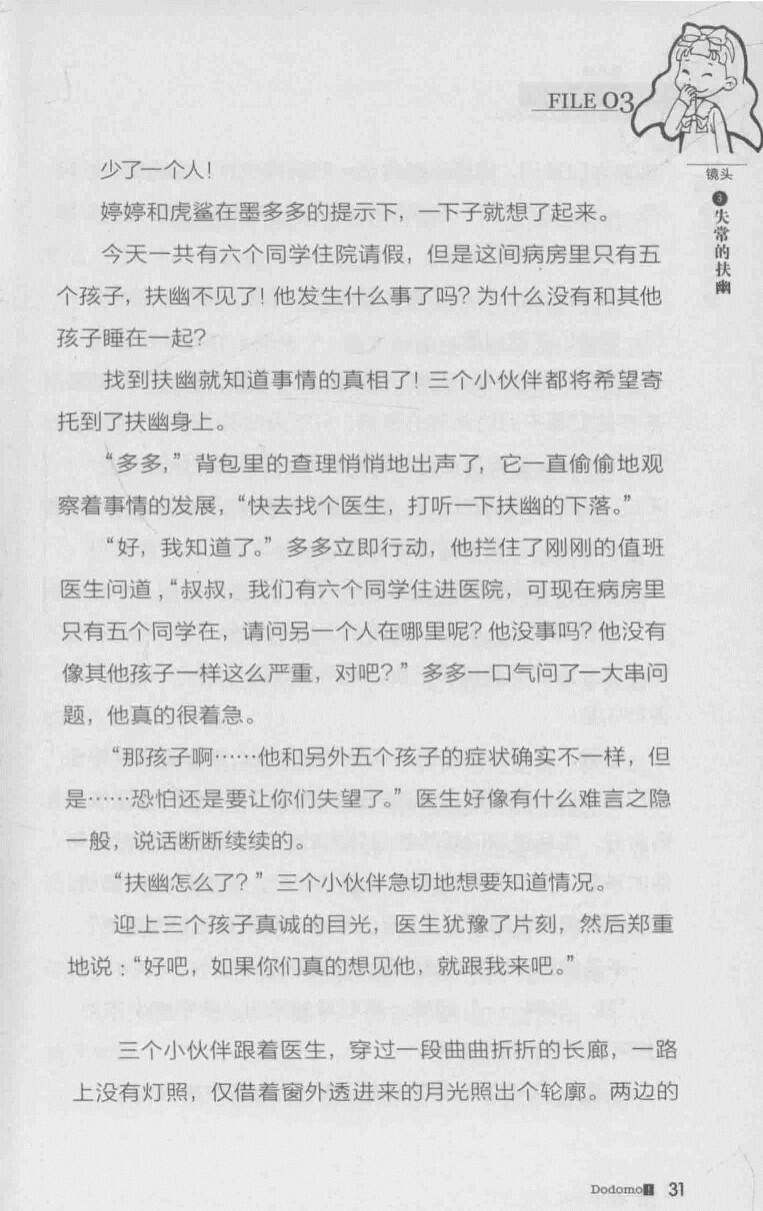 FILE 03
镜头
❸失常的扶幽
少了一个人！
婷婷和虎鲨在墨多多的提示下，一下子就想了起来。
今天一共有六个同学住院请假，但是这间病房里只有五
个孩子，扶幽不见了！他发生什么事了吗？为什么没有和其他
孩子睡在一起？
找到扶幽就知道事情的真相了！三个小伙伴都将希望寄
托到了扶幽身上。
“多多，”背包里的查理悄悄地出声了，它一直偷偷地观
察着事情的发展，“快去找个医生，打听一下扶幽的下落。”
“好，我知道了。”多多立即行动，他拦住了刚刚的值班
医生问道，“叔叔，我们有六个同学住进医院，可现在病房里
只有五个同学在，请问另一个人在哪里呢？他没事吗？他没有
像其他孩子一样这么严重，对吧？”多多一口气问了一大串问
题，他真的很着急。
“那孩子啊……他和另外五个孩子的症状确实不一样，但
是……恐怕还是要让你们失望了。”医生好像有什么难言之隐
一般，说话断断续续的。
“扶幽怎么了？”三个小伙伴急切地想要知道情况。
迎上三个孩子真诚的目光，医生犹豫了片刻，然后郑重
地说：“好吧，如果你们真的想见他，就跟我来吧。”
三个小伙伴跟着医生，穿过一段曲曲折折的长廊，一路
上没有灯照，仅借着窗外透进来的月光照出个轮廓。两边的
Dodomo! 31